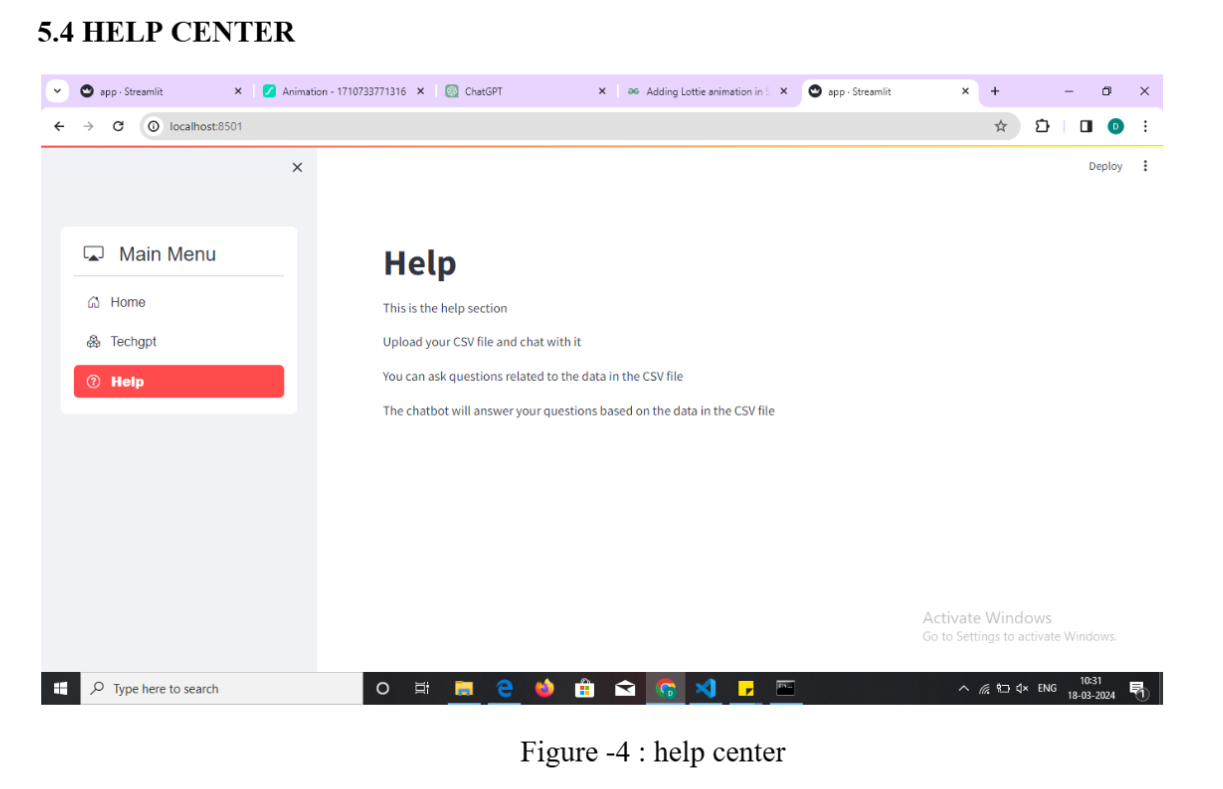 5.4 HELP CENTER
app · Streamlit
Animation - 1710733771316
ChatGPT
Adding Lottie animation in
app · Streamlit
localhost:8501
Deploy
Main Menu
Home
Techgpt
Help
Help
This is the help section
Upload your CSV file and chat with it
You can ask questions related to the data in the CSV file
The chatbot will answer your questions based on the data in the CSV file
Activate Windows
Go to Settings to activate Windows.
Type here to search
ENG
10:31
18-03-2024
Figure -4 : help center